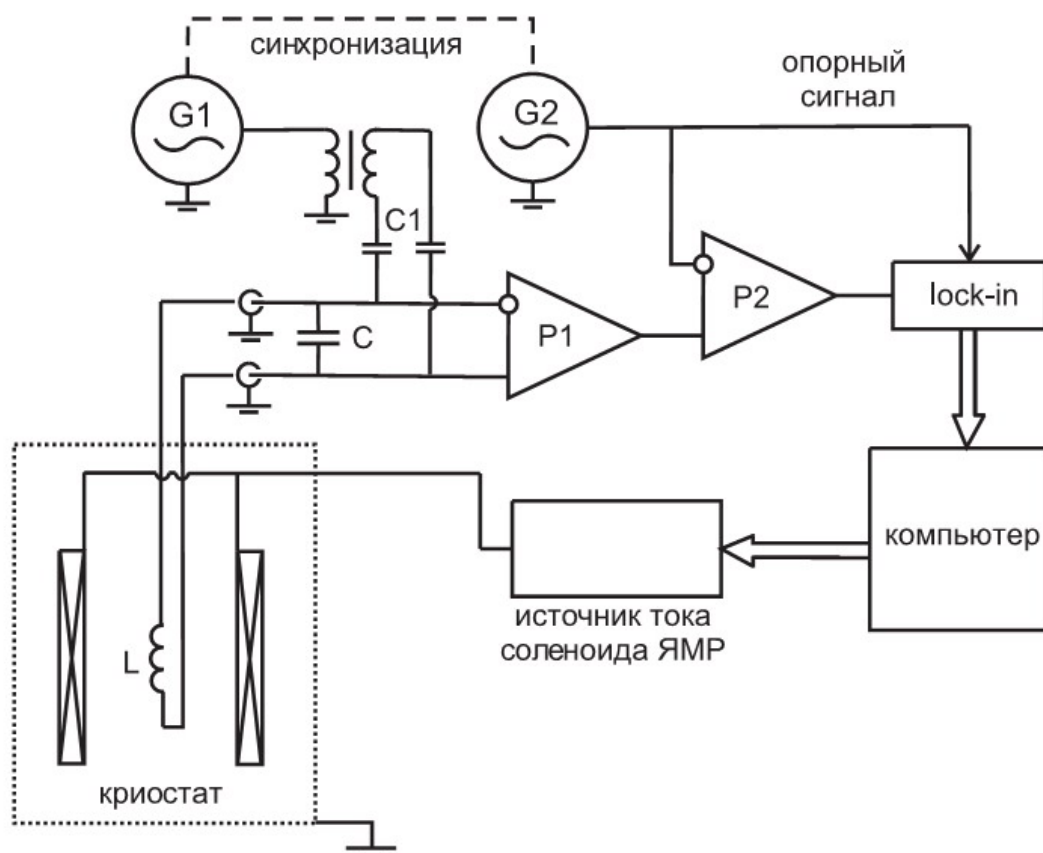 синхронизация
опорный
сигнал
G1
G2
C1
P1
P2
lock-in
C
компьютер
источник тока
соленоида ЯМР
L
криостат